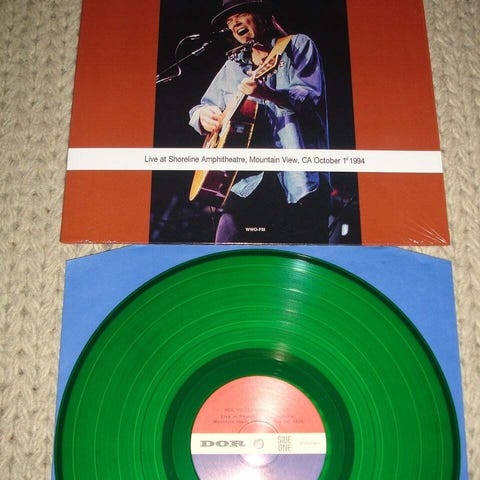 Live at Shoreline Amphitheatre, Mountain View, CA October 1st 1994
WWO-FM
DOR
SIDE
ONE